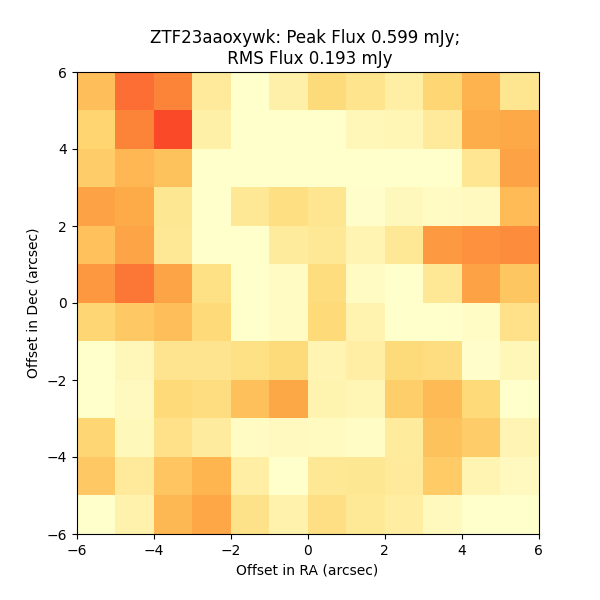 ZTF23aaoxywk: Peak Flux 0.599 mJy;
RMS Flux 0.193 mJy
6
4
2
0
−2
−4
−6
Offset in Dec (arcsec)
−6 −4 −2 0 2 4 6
Offset in RA (arcsec)